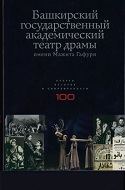 Башкирский
государственный
академический
театр драмы
имени Мажита Гафури
100